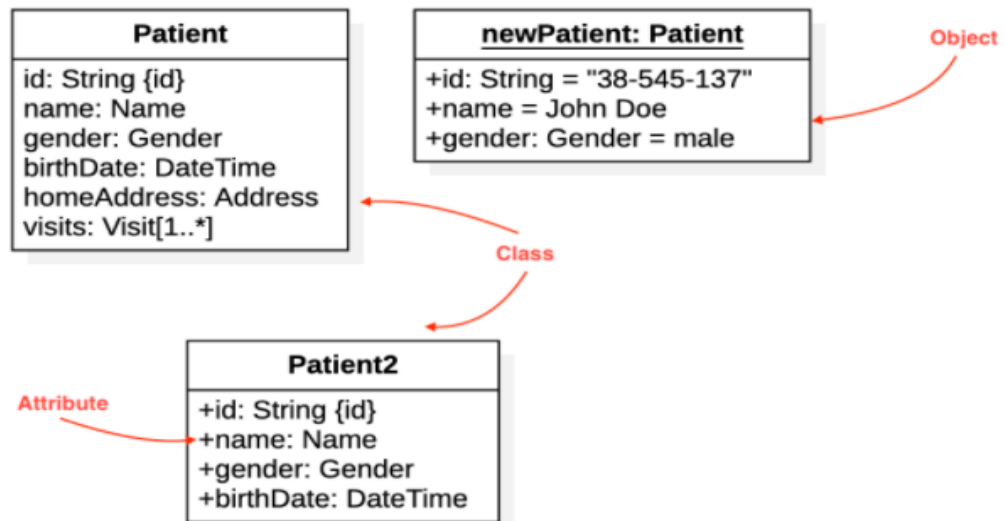 Patient
id: String {id}
name: Name
gender: Gender
birthDate: DateTime
homeAddress: Address
visits: Visit[1..*]
newPatient: Patient
+id: String = "38-545-137"
+name = John Doe
+gender: Gender = male
Object
Class
Patient2
+id: String {id}
+name: Name
+gender: Gender
+birthDate: DateTime
Attribute